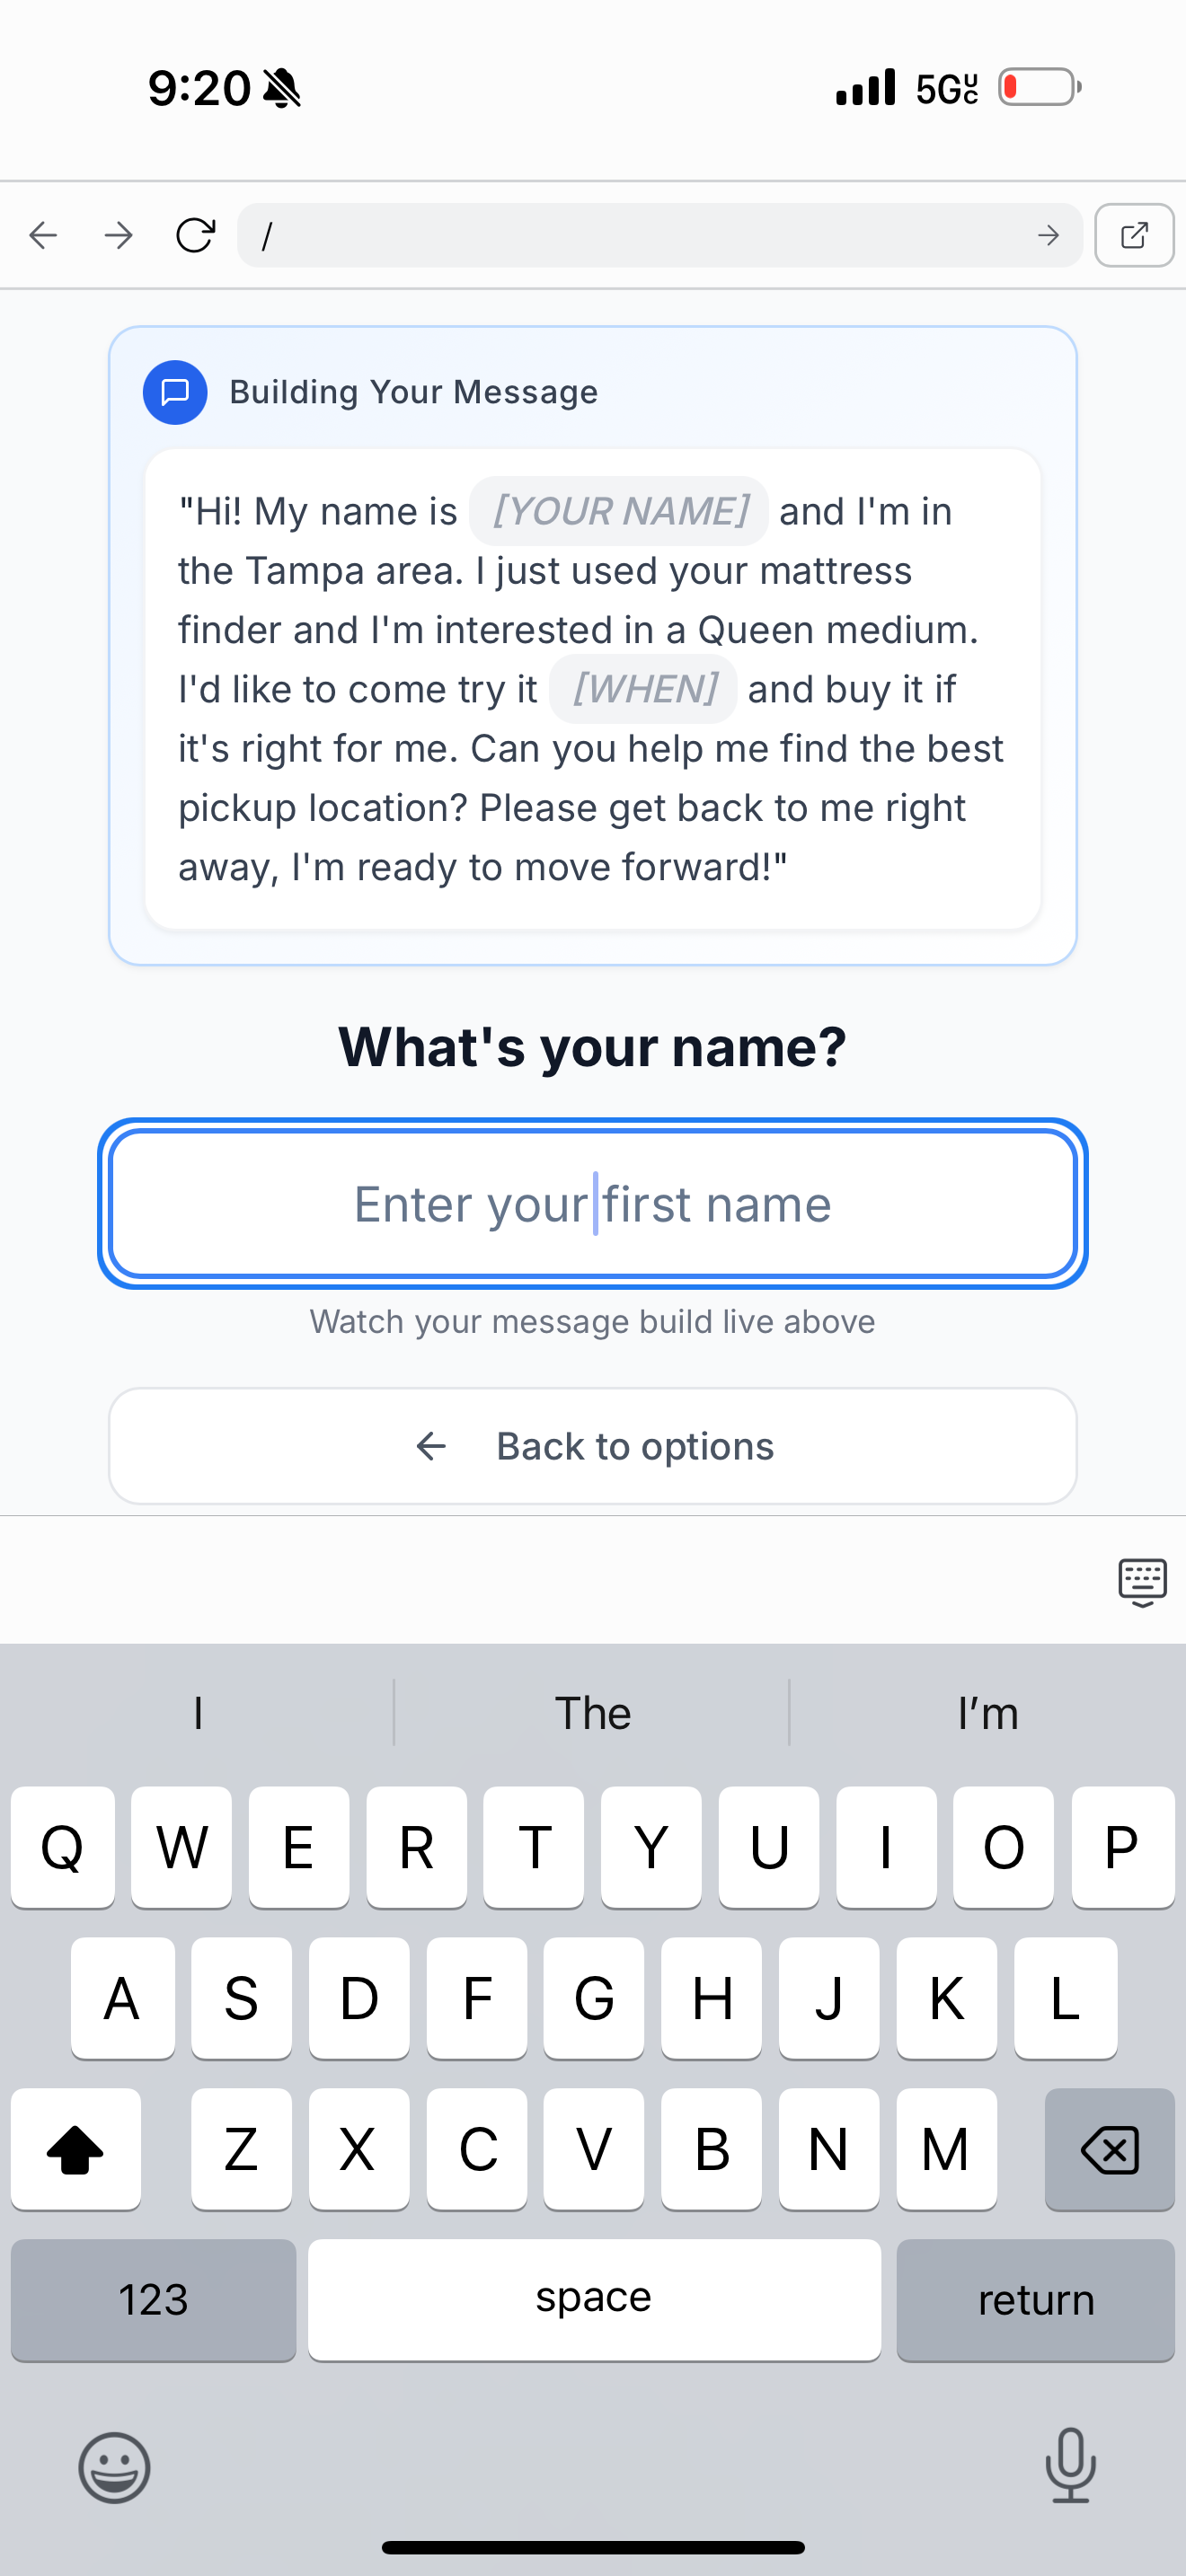 9:20
5G UC
/
Building Your Message
"Hi! My name is [YOUR NAME] and I'm in
the Tampa area. I just used your mattress
finder and I'm interested in a Queen medium.
I'd like to come try it [WHEN] and buy it if
it's right for me. Can you help me find the best
pickup location? Please get back to me right
away, I'm ready to move forward!"
What's your name?
Enter your first name
Watch your message build live above
Back to options
I The I’m
Q W E R T Y U I O P
A S D F G H J K L
Z X C V B N M
123 space return